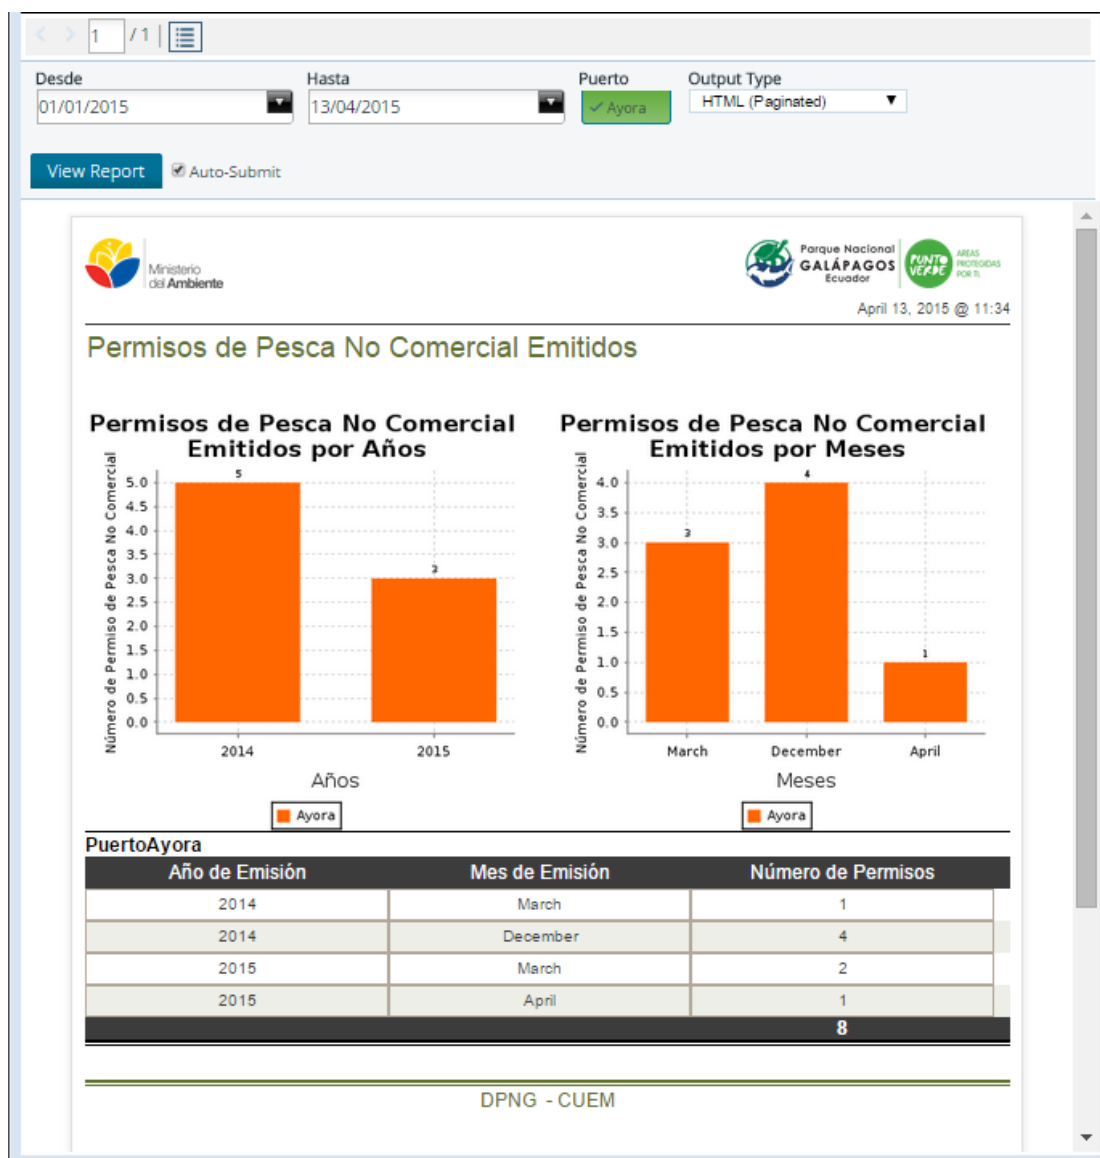 1 / 1
Desde Hasta Puerto Output Type
01/01/2015 13/04/2015 Ayora HTML (Paginated)
View Report Auto-Submit
Ministerio
del Ambiente
Parque Nacional
GALÁPAGOS
Ecuador
PUNTO
VERDE
AREAS
PROTEGIDAS
POR TI.
April 13, 2015 @ 11:34
Permisos de Pesca No Comercial Emitidos
Permisos de Pesca No Comercial
Emitidos por Años
Número de Permiso de Pesca No Comercial
5.0
4.5
4.0
3.5
3.0
2.5
2.0
1.5
1.0
0.5
0.0
5
3
2014 2015
Años
Ayora
Permisos de Pesca No Comercial
Emitidos por Meses
Número de Permiso de Pesca No Comercial
4.0
3.5
3.0
2.5
2.0
1.5
1.0
0.5
0.0
3
4
1
March December April
Meses
Ayora
PuertoAyora
Año de Emisión Mes de Emisión Número de Permisos
2014 March 1
2014 December 4
2015 March 2
2015 April 1
8
DPNG - CUEM